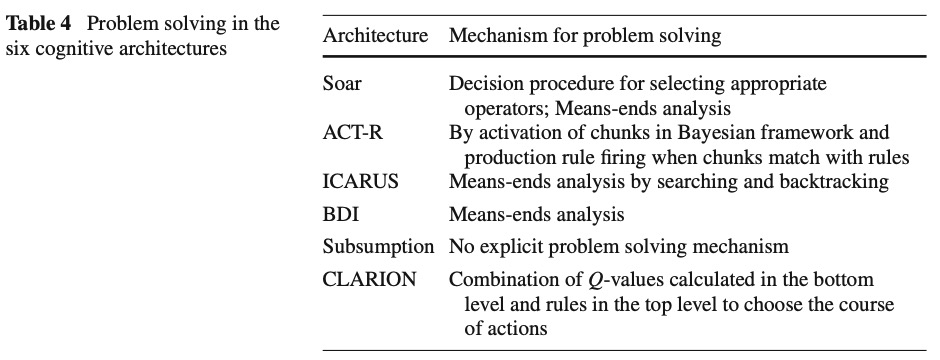 Table 4 Problem solving in the
six cognitive architectures
Architecture Mechanism for problem solving
Soar Decision procedure for selecting appropriate
operators; Means-ends analysis
ACT-R By activation of chunks in Bayesian framework and
production rule firing when chunks match with rules
ICARUS Means-ends analysis by searching and backtracking
BDI Means-ends analysis
Subsumption No explicit problem solving mechanism
CLARION Combination of Q-values calculated in the bottom
level and rules in the top level to choose the course
of actions